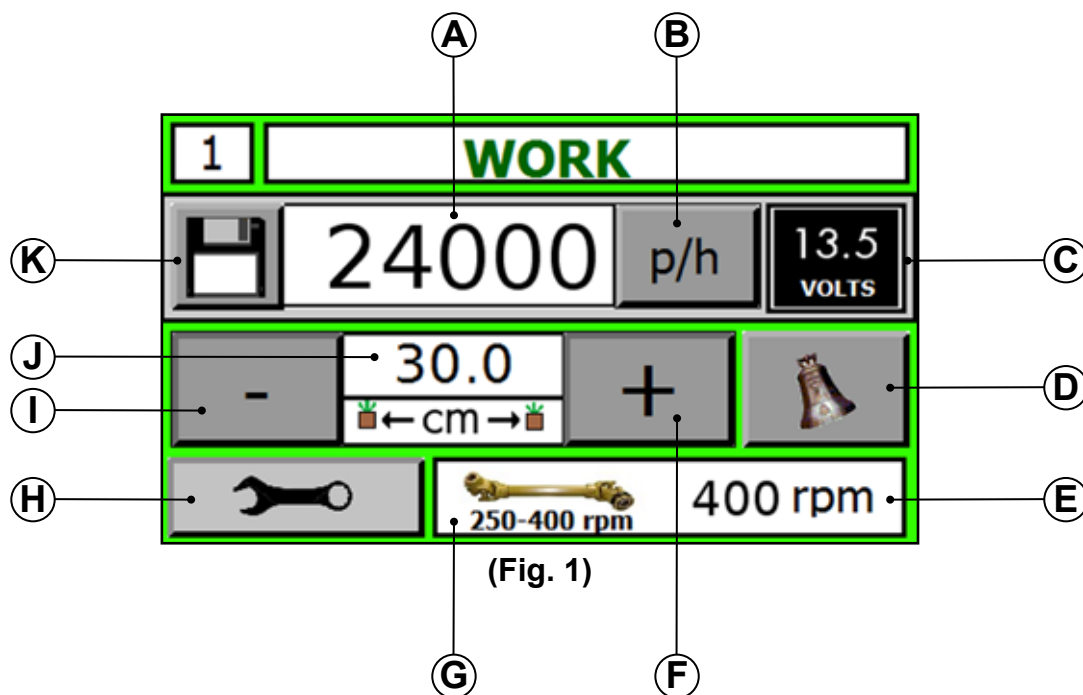 A B
1 WORK
K 24000 p/h 13.5 VOLTS C
J 30.0
I - + D
←cm→
H 250-400 rpm 400 rpm E
(Fig. 1)
G F